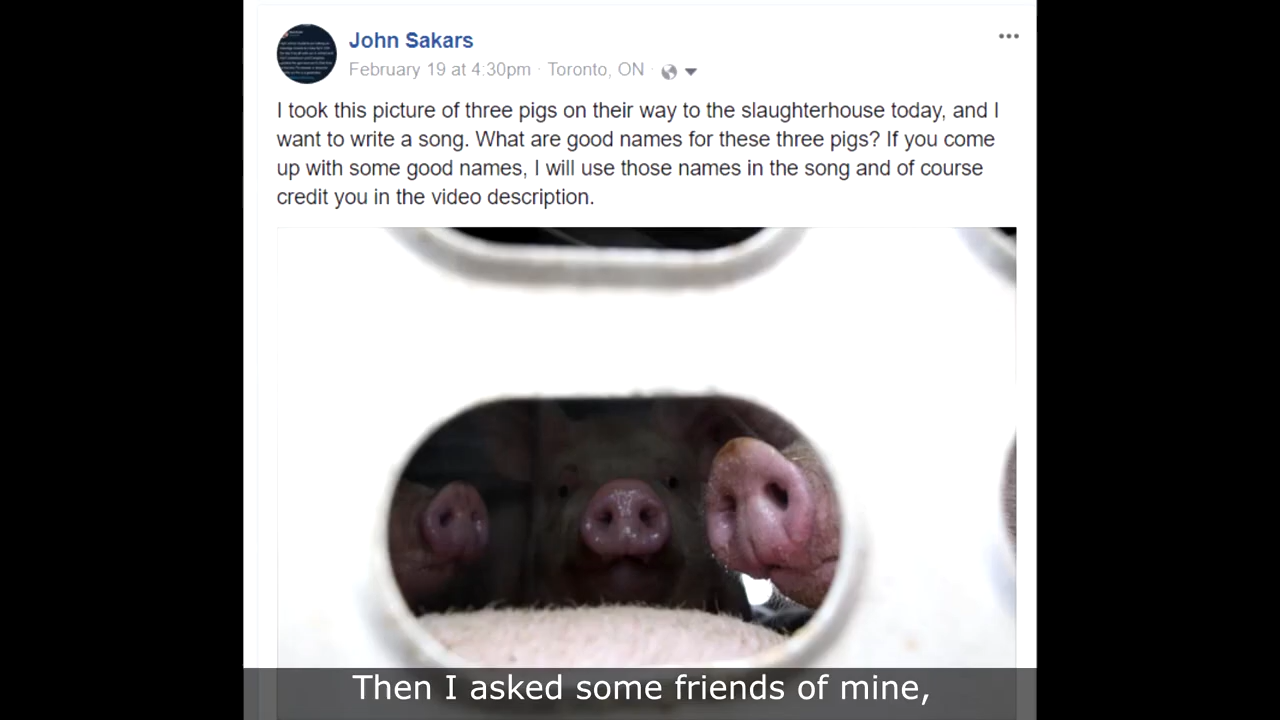 John Sakars
February 19 at 4:30pm · Toronto, ON ·
I took this picture of three pigs on their way to the slaughterhouse today, and I
want to write a song. What are good names for these three pigs? If you come
up with some good names, I will use those names in the song and of course
credit you in the video description.
Then I asked some friends of mine,